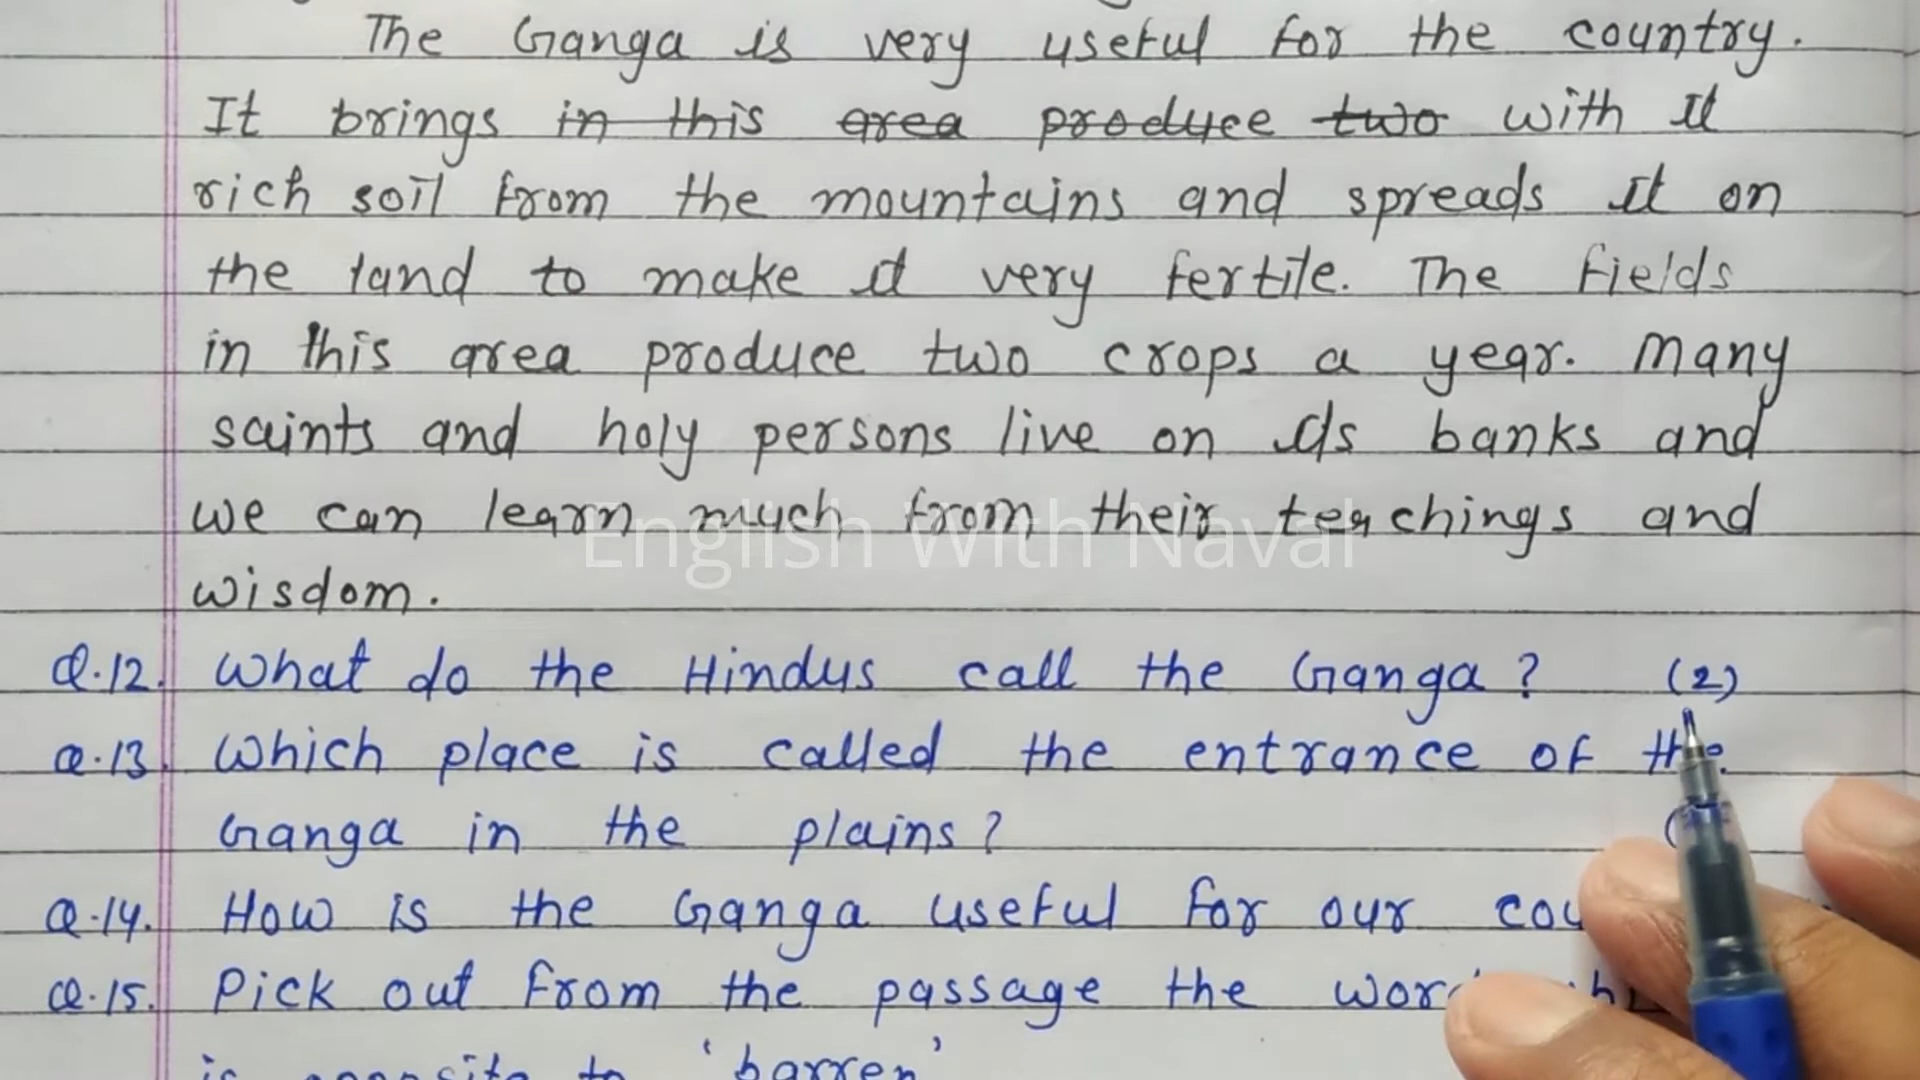 The Ganga is very useful for the country.
It brings in this area produce two with it
rich soil from the mountains and spreads it on
the land to make it very fertile. The fields
in this area produce two crops a year. Many
saints and holy persons live on its banks and
we can learn much from their teachings and
wisdom.
English With Naval
Q.12. What do the Hindus call the Ganga? (2)
Q.13. Which place is called the entrance of the
Ganga in the plains?
Q.14. How is the Ganga useful for our
Q.15. Pick out from the passage the
is opposite to 'barren'